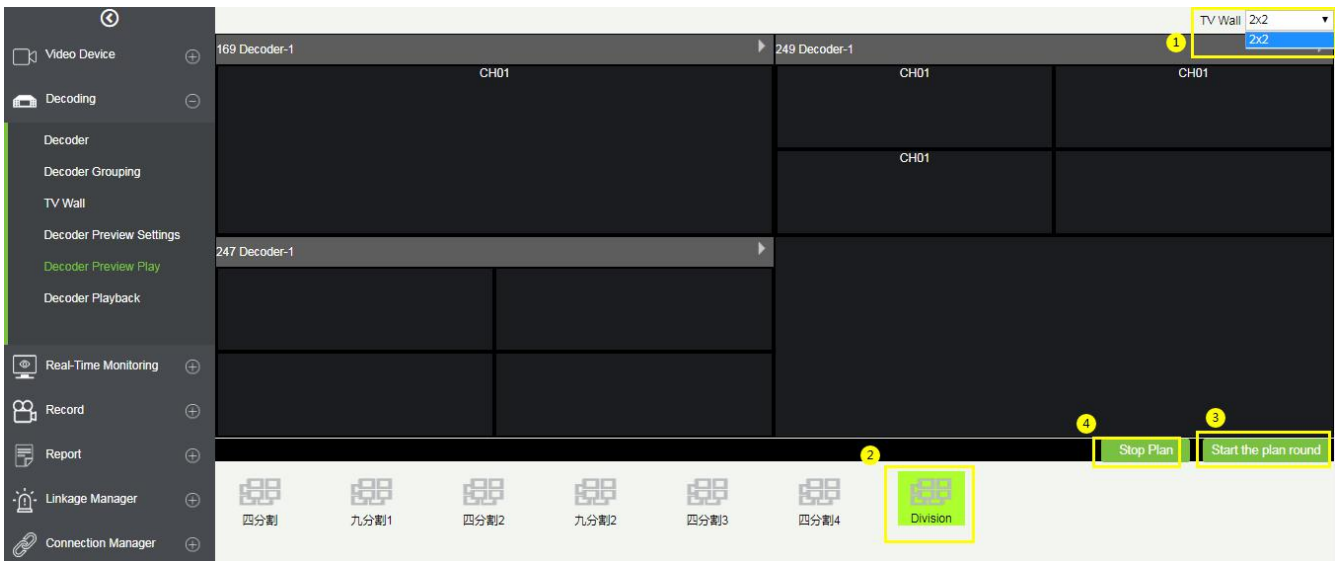 TV Wall 2x2
2x2
1
Video Device
Decoding
Decoder
Decoder Grouping
TV Wall
Decoder Preview Settings
Decoder Preview Play
Decoder Playback
Real-Time Monitoring
Record
Report
Linkage Manager
Connection Manager
169 Decoder-1
CH01
249 Decoder-1
CH01
CH01
CH01
247 Decoder-1
4
3
Stop Plan
Start the plan round
2
四分割
九分割1
四分割2
九分割2
四分割3
四分割4
Division